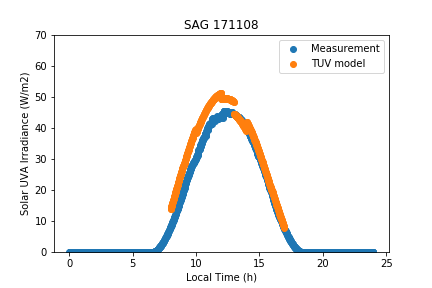 SAG 171108
Measurement
TUV model
Solar UVA Irradiance (W/m2)
70
60
50
40
30
20
10
0
0 5 10 15 20 25
Local Time (h)